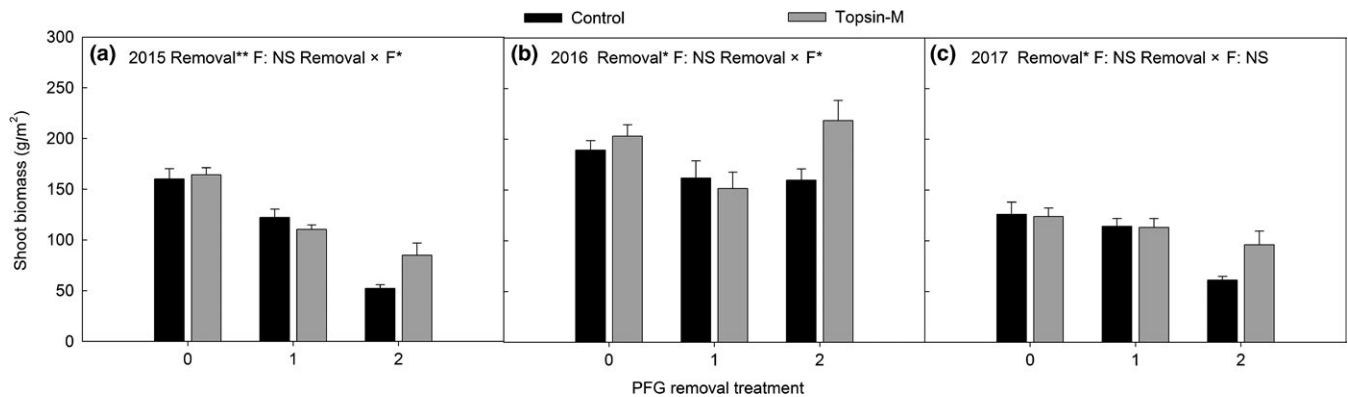 Control
Topsin-M
(a) 2015 Removal** F: NS Removal × F*
(b) 2016 Removal* F: NS Removal × F*
(c) 2017 Removal* F: NS Removal × F: NS
Shoot biomass (g/m²)
300
250
200
150
100
50
0
0 1 2
0 1 2
0 1 2
PFG removal treatment